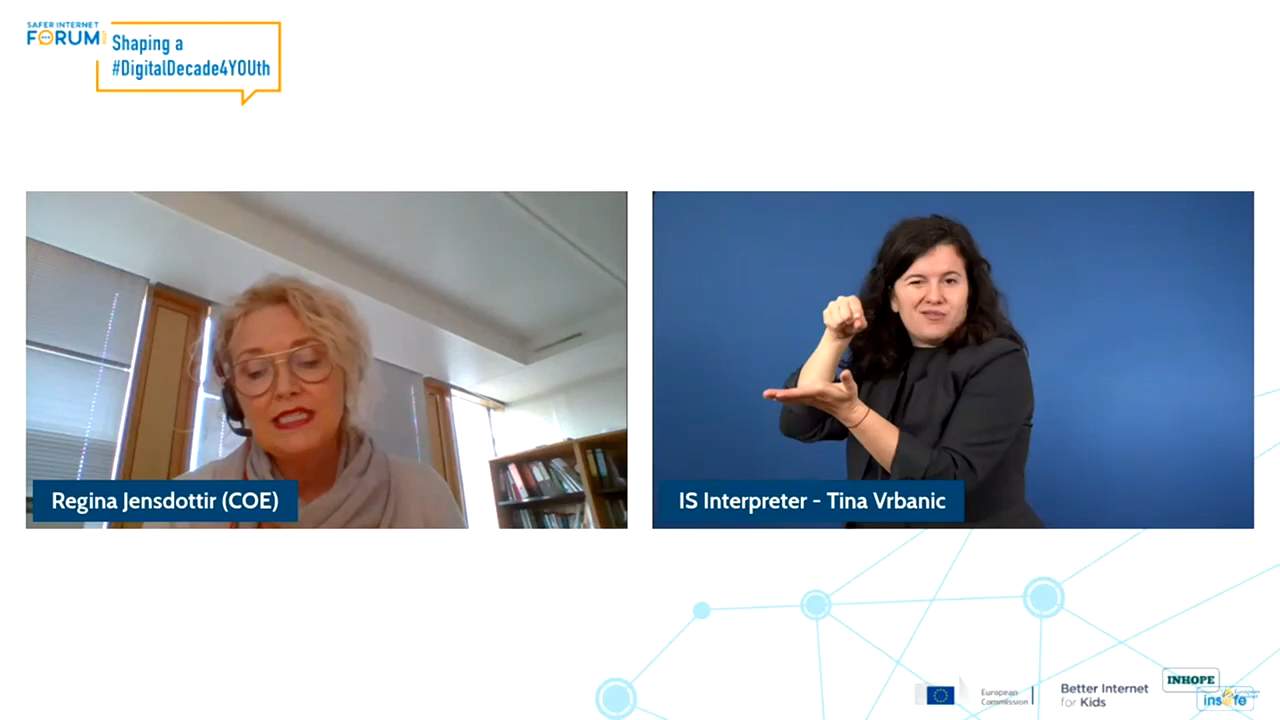 SAFER INTERNET
FORUM
Shaping a
#DigitalDecade4YOUth
Regina Jensdottir (COE)
IS Interpreter - Tina Vrbanic
European
Commission
Better Internet
for Kids
INHOPE
insafe